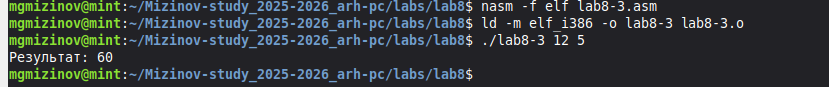 mgmizinov@mint:~/Mizinov-study_2025-2026_arh-pc/labs/lab8$ nasm -f elf lab8-3.asm
mgmizinov@mint:~/Mizinov-study_2025-2026_arh-pc/labs/lab8$ ld -m elf_i386 -o lab8-3 lab8-3.o
mgmizinov@mint:~/Mizinov-study_2025-2026_arh-pc/labs/lab8$ ./lab8-3 12 5
Результат: 60
mgmizinov@mint:~/Mizinov-study_2025-2026_arh-pc/labs/lab8$